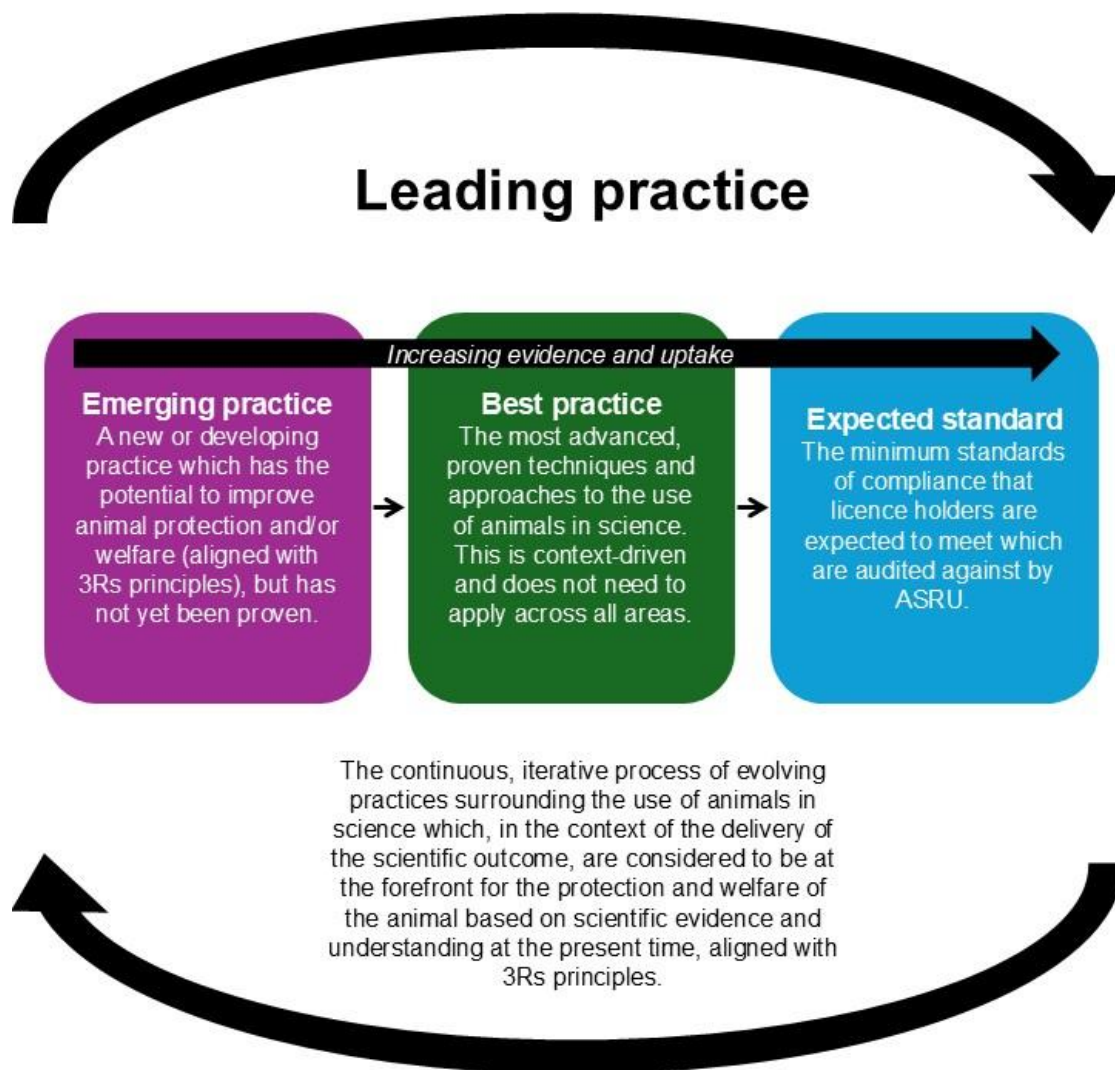 Leading practice
Increasing evidence and uptake
Emerging practice
A new or developing
practice which has the
potential to improve
animal protection and/or
welfare (aligned with
3Rs principles), but has
not yet been proven.
Best practice
The most advanced,
proven techniques and
approaches to the use
of animals in science.
This is context-driven
and does not need to
apply across all areas.
Expected standard
The minimum standards
of compliance that
licence holders are
expected to meet which
are audited against by
ASRU.
The continuous, iterative process of evolving
practices surrounding the use of animals in
science which, in the context of the delivery of
the scientific outcome, are considered to be at
the forefront for the protection and welfare of
the animal based on scientific evidence and
understanding at the present time, aligned with
3Rs principles.